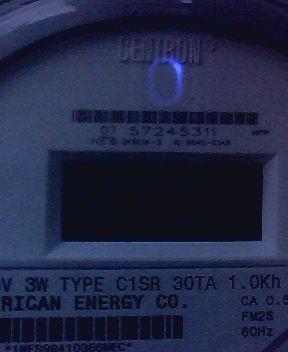 CENTRON
07 57245311
V 3W TYPE C1SR 30TA 1.0Kh
RICAN ENERGY CO.
CA 0.5
FM2S
60Hz